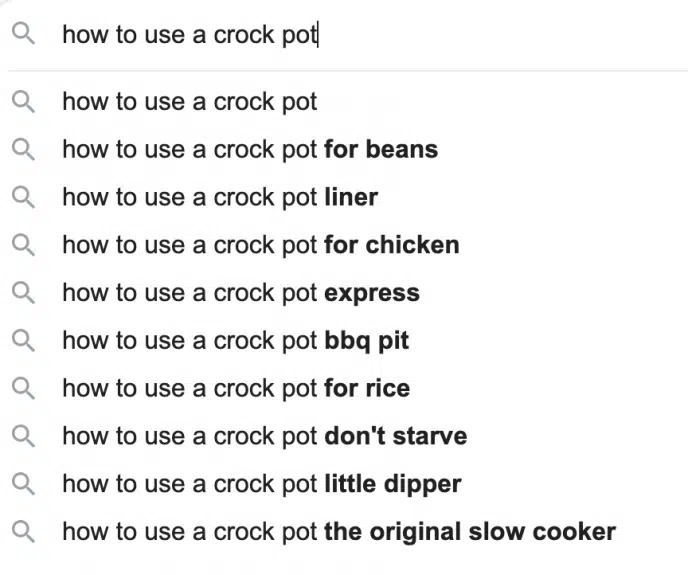 how to use a crock pot
how to use a crock pot
how to use a crock pot for beans
how to use a crock pot liner
how to use a crock pot for chicken
how to use a crock pot express
how to use a crock pot bbq pit
how to use a crock pot for rice
how to use a crock pot don't starve
how to use a crock pot little dipper
how to use a crock pot the original slow cooker